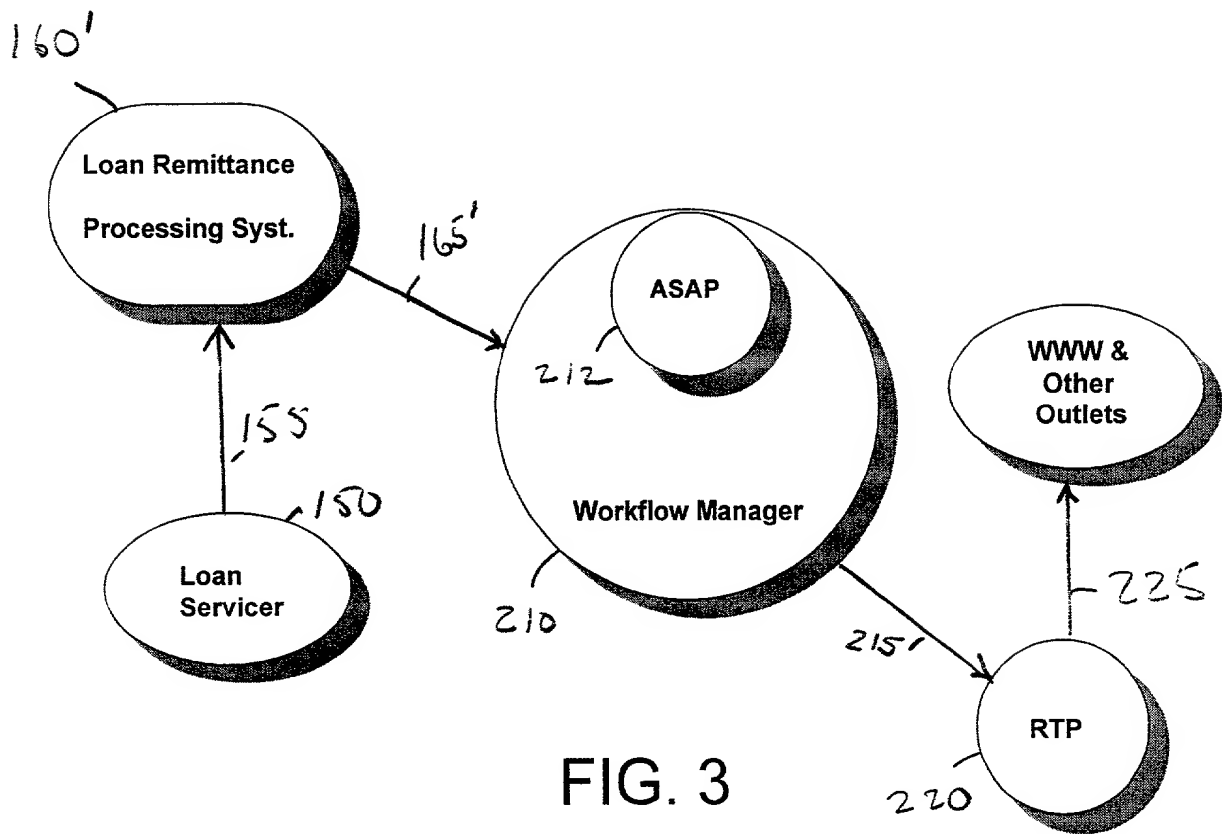 160'
Loan Remittance
Processing Syst.
165'
ASAP
212
WWW &
Other
Outlets
155
150
Workflow Manager
Loan
Servicer
210
215'
225
RTP
220
FIG. 3